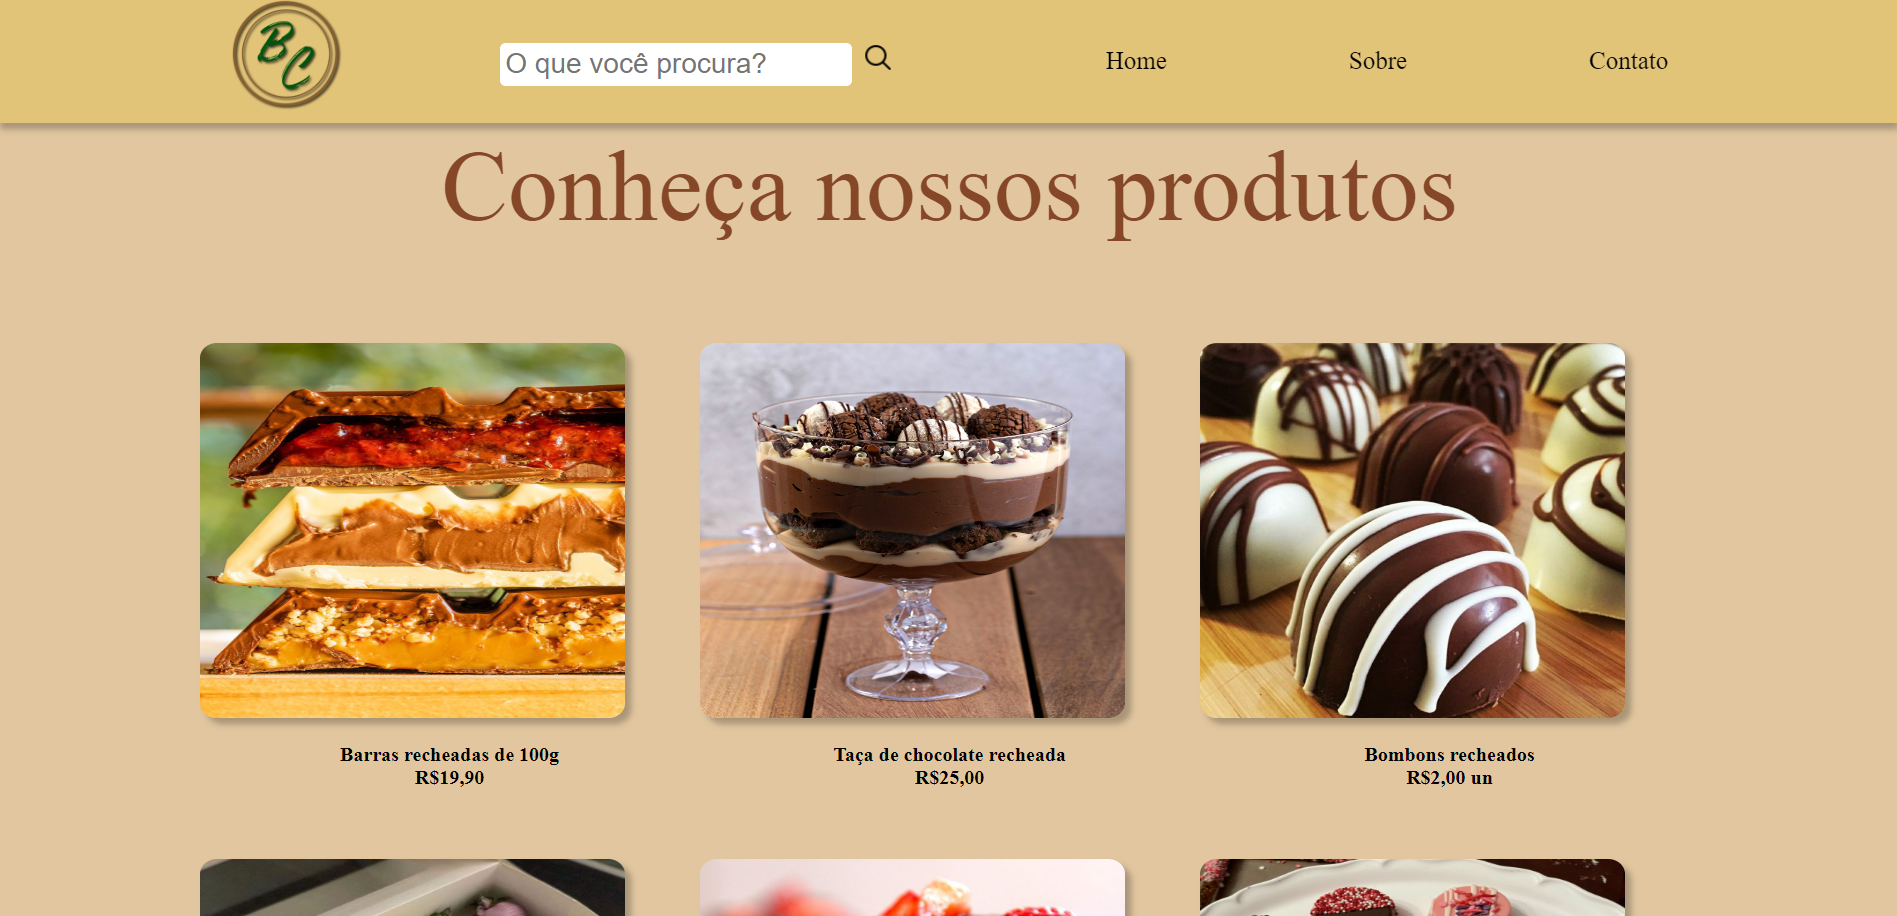 BC
O que você procura?
Home
Sobre
Contato
Conheça nossos produtos
Barras recheadas de 100g
R$19,90
Taça de chocolate recheada
R$25,00
Bombons recheados
R$2,00 un